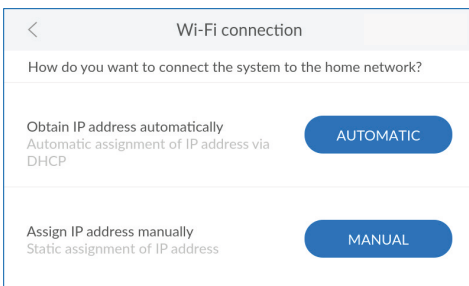 Wi-Fi connection
How do you want to connect the system to the home network?
Obtain IP address automatically
Automatic assignment of IP address via
DHCP
AUTOMATIC
Assign IP address manually
Static assignment of IP address
MANUAL